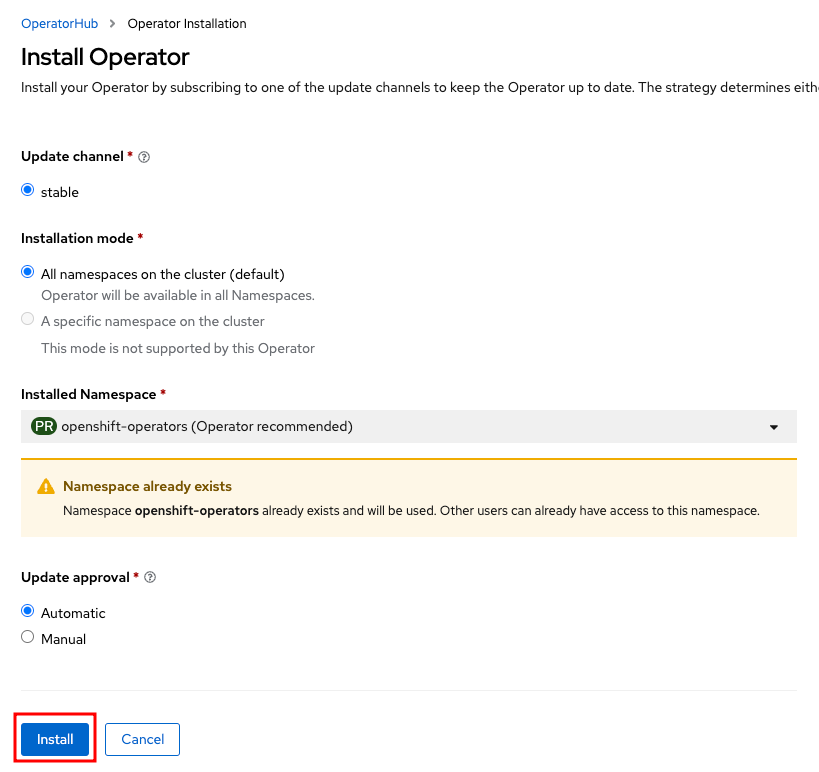 OperatorHub > Operator Installation
Install Operator
Install your Operator by subscribing to one of the update channels to keep the Operator up to date. The strategy determines eith
Update channel * ?
stable
Installation mode *
All namespaces on the cluster (default)
Operator will be available in all Namespaces.
A specific namespace on the cluster
This mode is not supported by this Operator
Installed Namespace *
PR openshift-operators (Operator recommended)
Namespace already exists
Namespace openshift-operators already exists and will be used. Other users can already have access to this namespace.
Update approval * ?
Automatic
Manual
Install Cancel